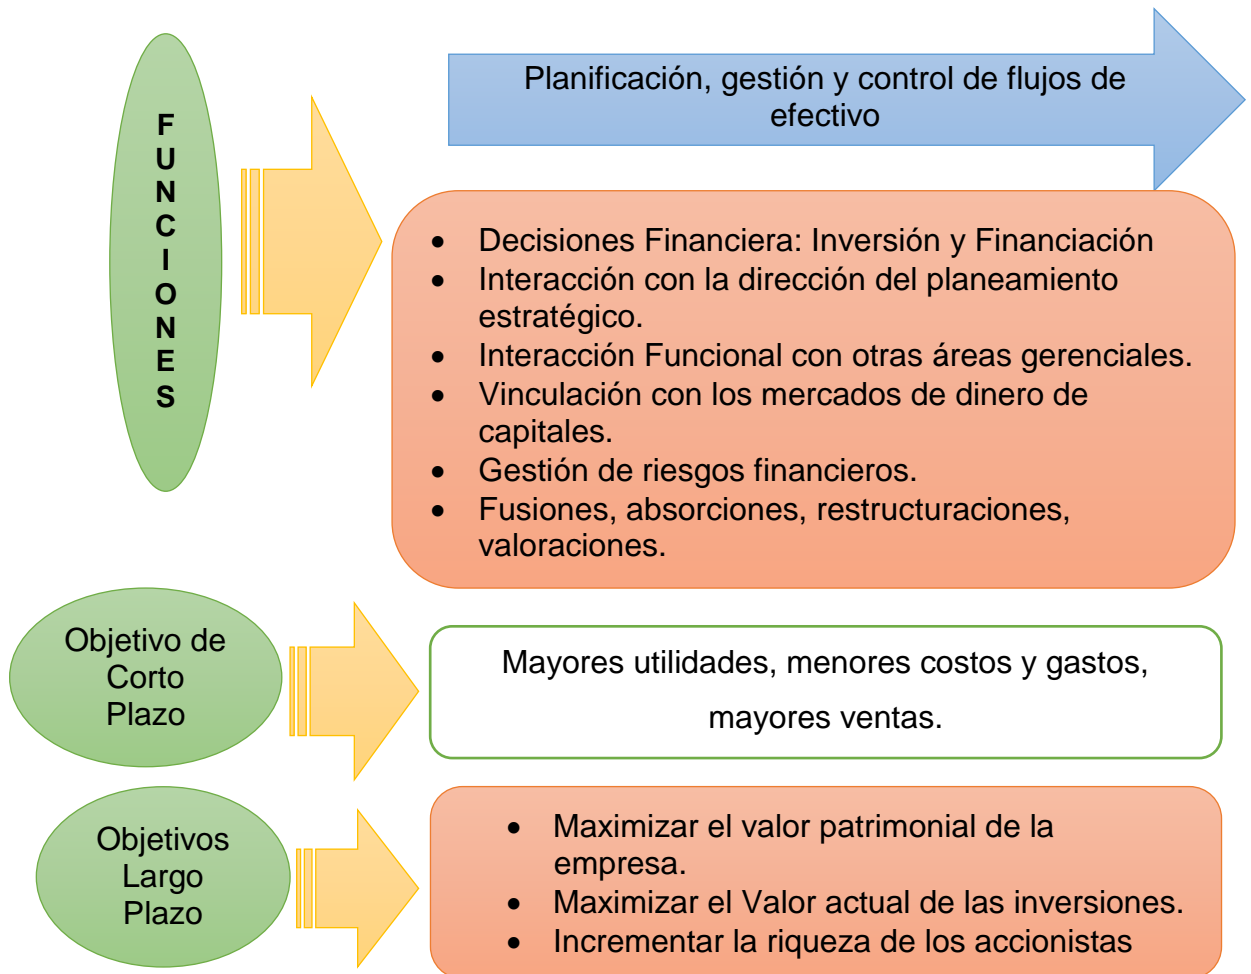 FUNCIONES
Planificación, gestión y control de flujos de
efectivo
• Decisiones Financiera: Inversión y Financiación
• Interacción con la dirección del planeamiento
estratégico.
• Interacción Funcional con otras áreas gerenciales.
• Vinculación con los mercados de dinero de
capitales.
• Gestión de riesgos financieros.
• Fusiones, absorciones, restructuraciones,
valoraciones.
Objetivo de
Corto
Plazo
Mayores utilidades, menores costos y gastos,
mayores ventas.
Objetivos
Largo
Plazo
• Maximizar el valor patrimonial de la
empresa.
• Maximizar el Valor actual de las inversiones.
• Incrementar la riqueza de los accionistas